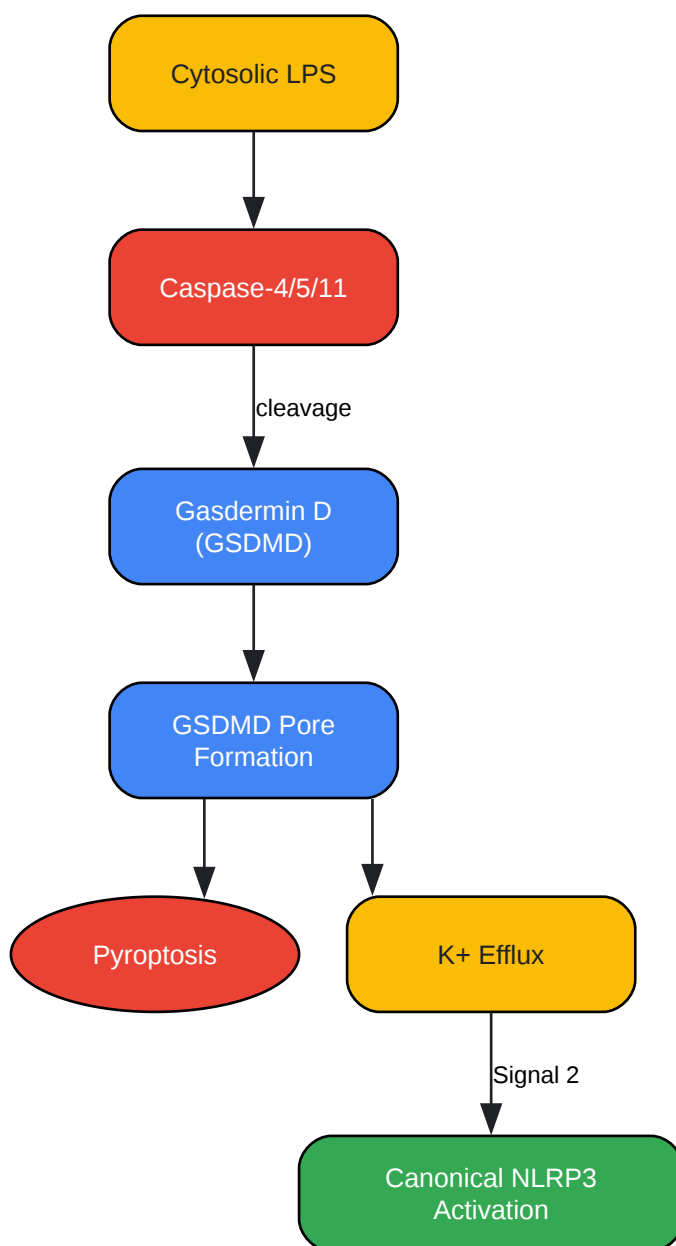 Cytosolic LPS
Caspase-4/5/11
cleavage
Gasdermin D
(GSDMD)
GSDMD Pore
Formation
Pyroptosis
K+ Efflux
Signal 2
Canonical NLRP3
Activation